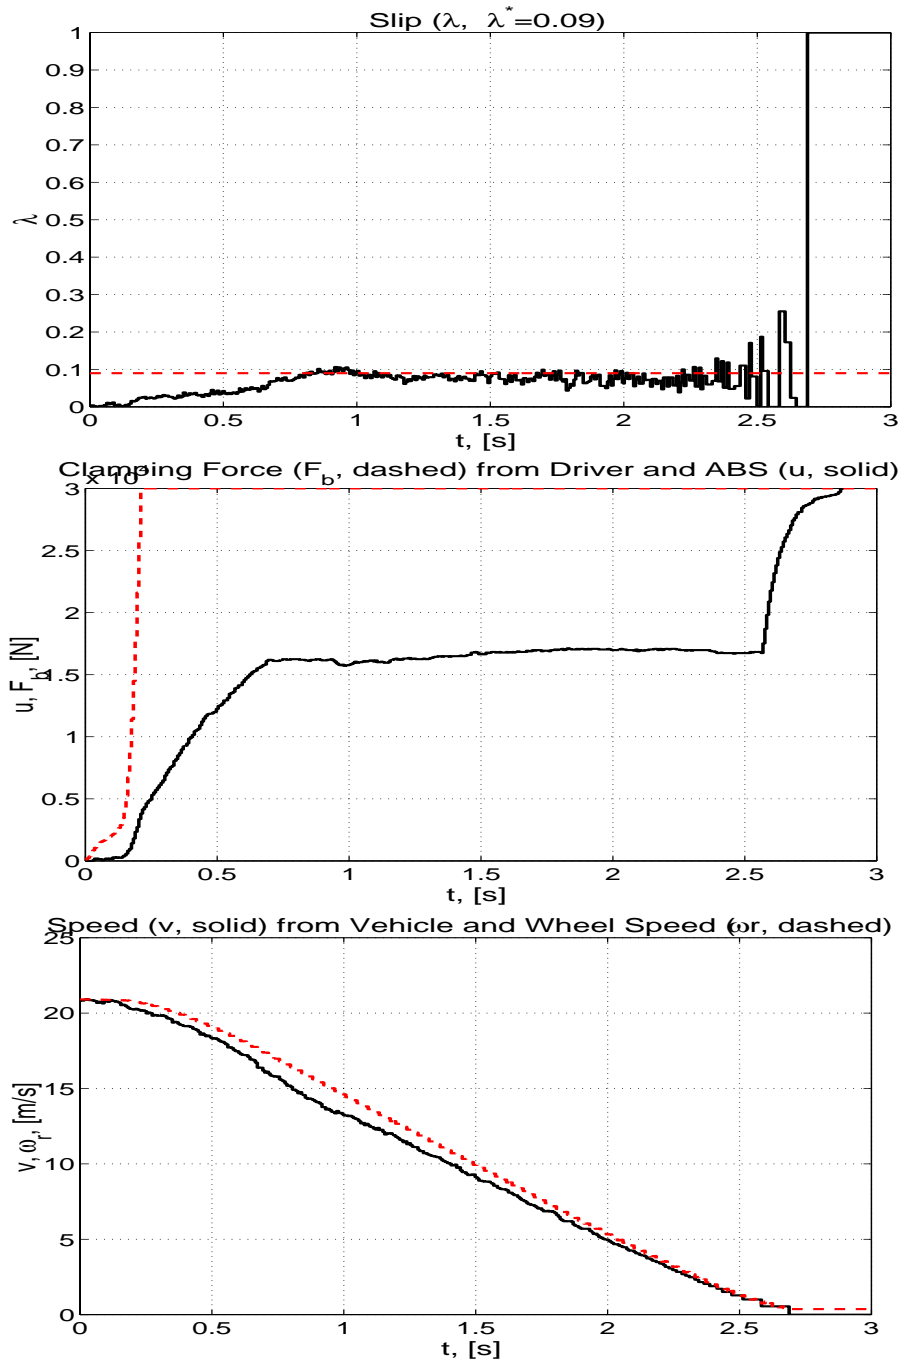 Slip (λ, λ*=0.09)
1
0.9
0.8
0.7
0.6
0.5
0.4
0.3
0.2
0.1
0
λ
0 0.5 1 1.5 2 2.5 3
t, [s]
Clamping Force (F_b, dashed) from Driver and ABS (u, solid)
× 10
3
2.5
2
1.5
1
0.5
0
u, F_b, [N]
0 0.5 1 1.5 2 2.5 3
t, [s]
Speed (v, solid) from Vehicle and Wheel Speed (ωr, dashed)
25
20
15
10
5
0
v, ω_r, [m/s]
0 0.5 1 1.5 2 2.5 3
t, [s]